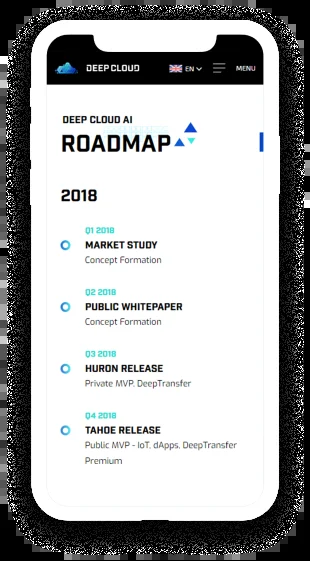 DEEP CLOUD EN MENU
DEEP CLOUD AI
ROADMAP
2018
Q1 2018
MARKET STUDY
Concept Formation
Q2 2018
PUBLIC WHITEPAPER
Concept Formation
Q3 2018
HURON RELEASE
Private MVP, DeepTransfer
Q4 2018
TAHOE RELEASE
Public MVP - IoT, dApps, DeepTransfer
Premium